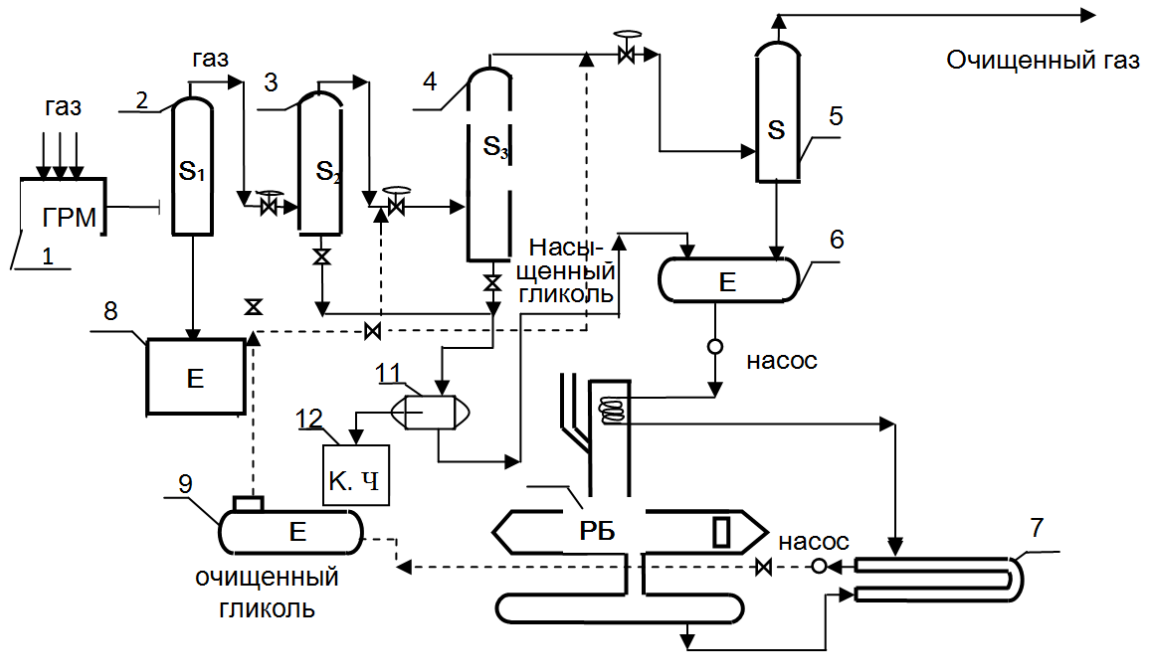 газ
2
3
4
Очищенный газ
газ
5
S
S₁
S₂
S₃
ГРМ
1
Насы-
щенный
гликоль
6
E
8
E
насос
11
12
К. Ч
9
E
РБ
насос
7
очищенный
гликоль